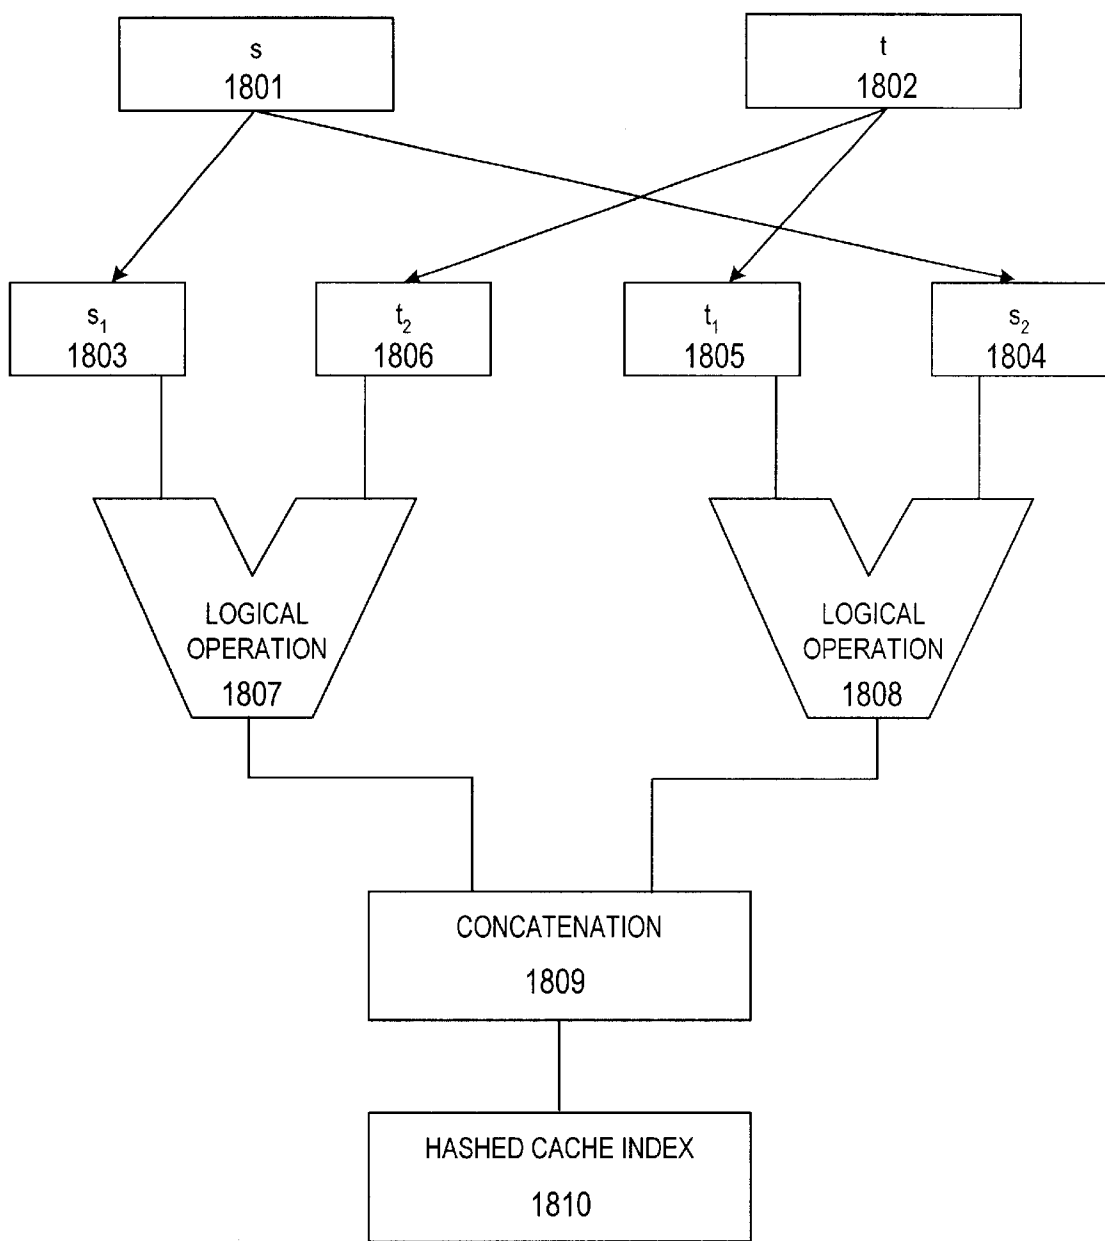 s
1801
t
1802
s₁
1803
t₂
1806
t₁
1805
s₂
1804
LOGICAL
OPERATION
1807
LOGICAL
OPERATION
1808
CONCATENATION
1809
HASHED CACHE INDEX
1810